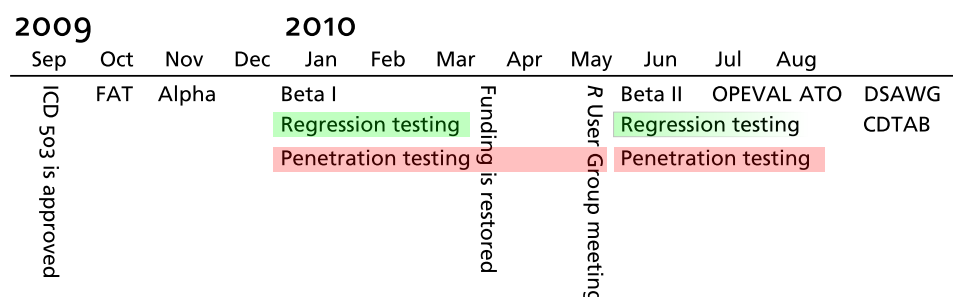 2009 2010
Sep Oct Nov Dec Jan Feb Mar Apr May Jun Jul Aug
FAT Alpha Beta I Beta II OPEVAL ATO DSAWG
Regression testing Regression testing CDTAB
Penetration testing Penetration testing
ICD 503 is approved
Funding is restored
R User Group meeting